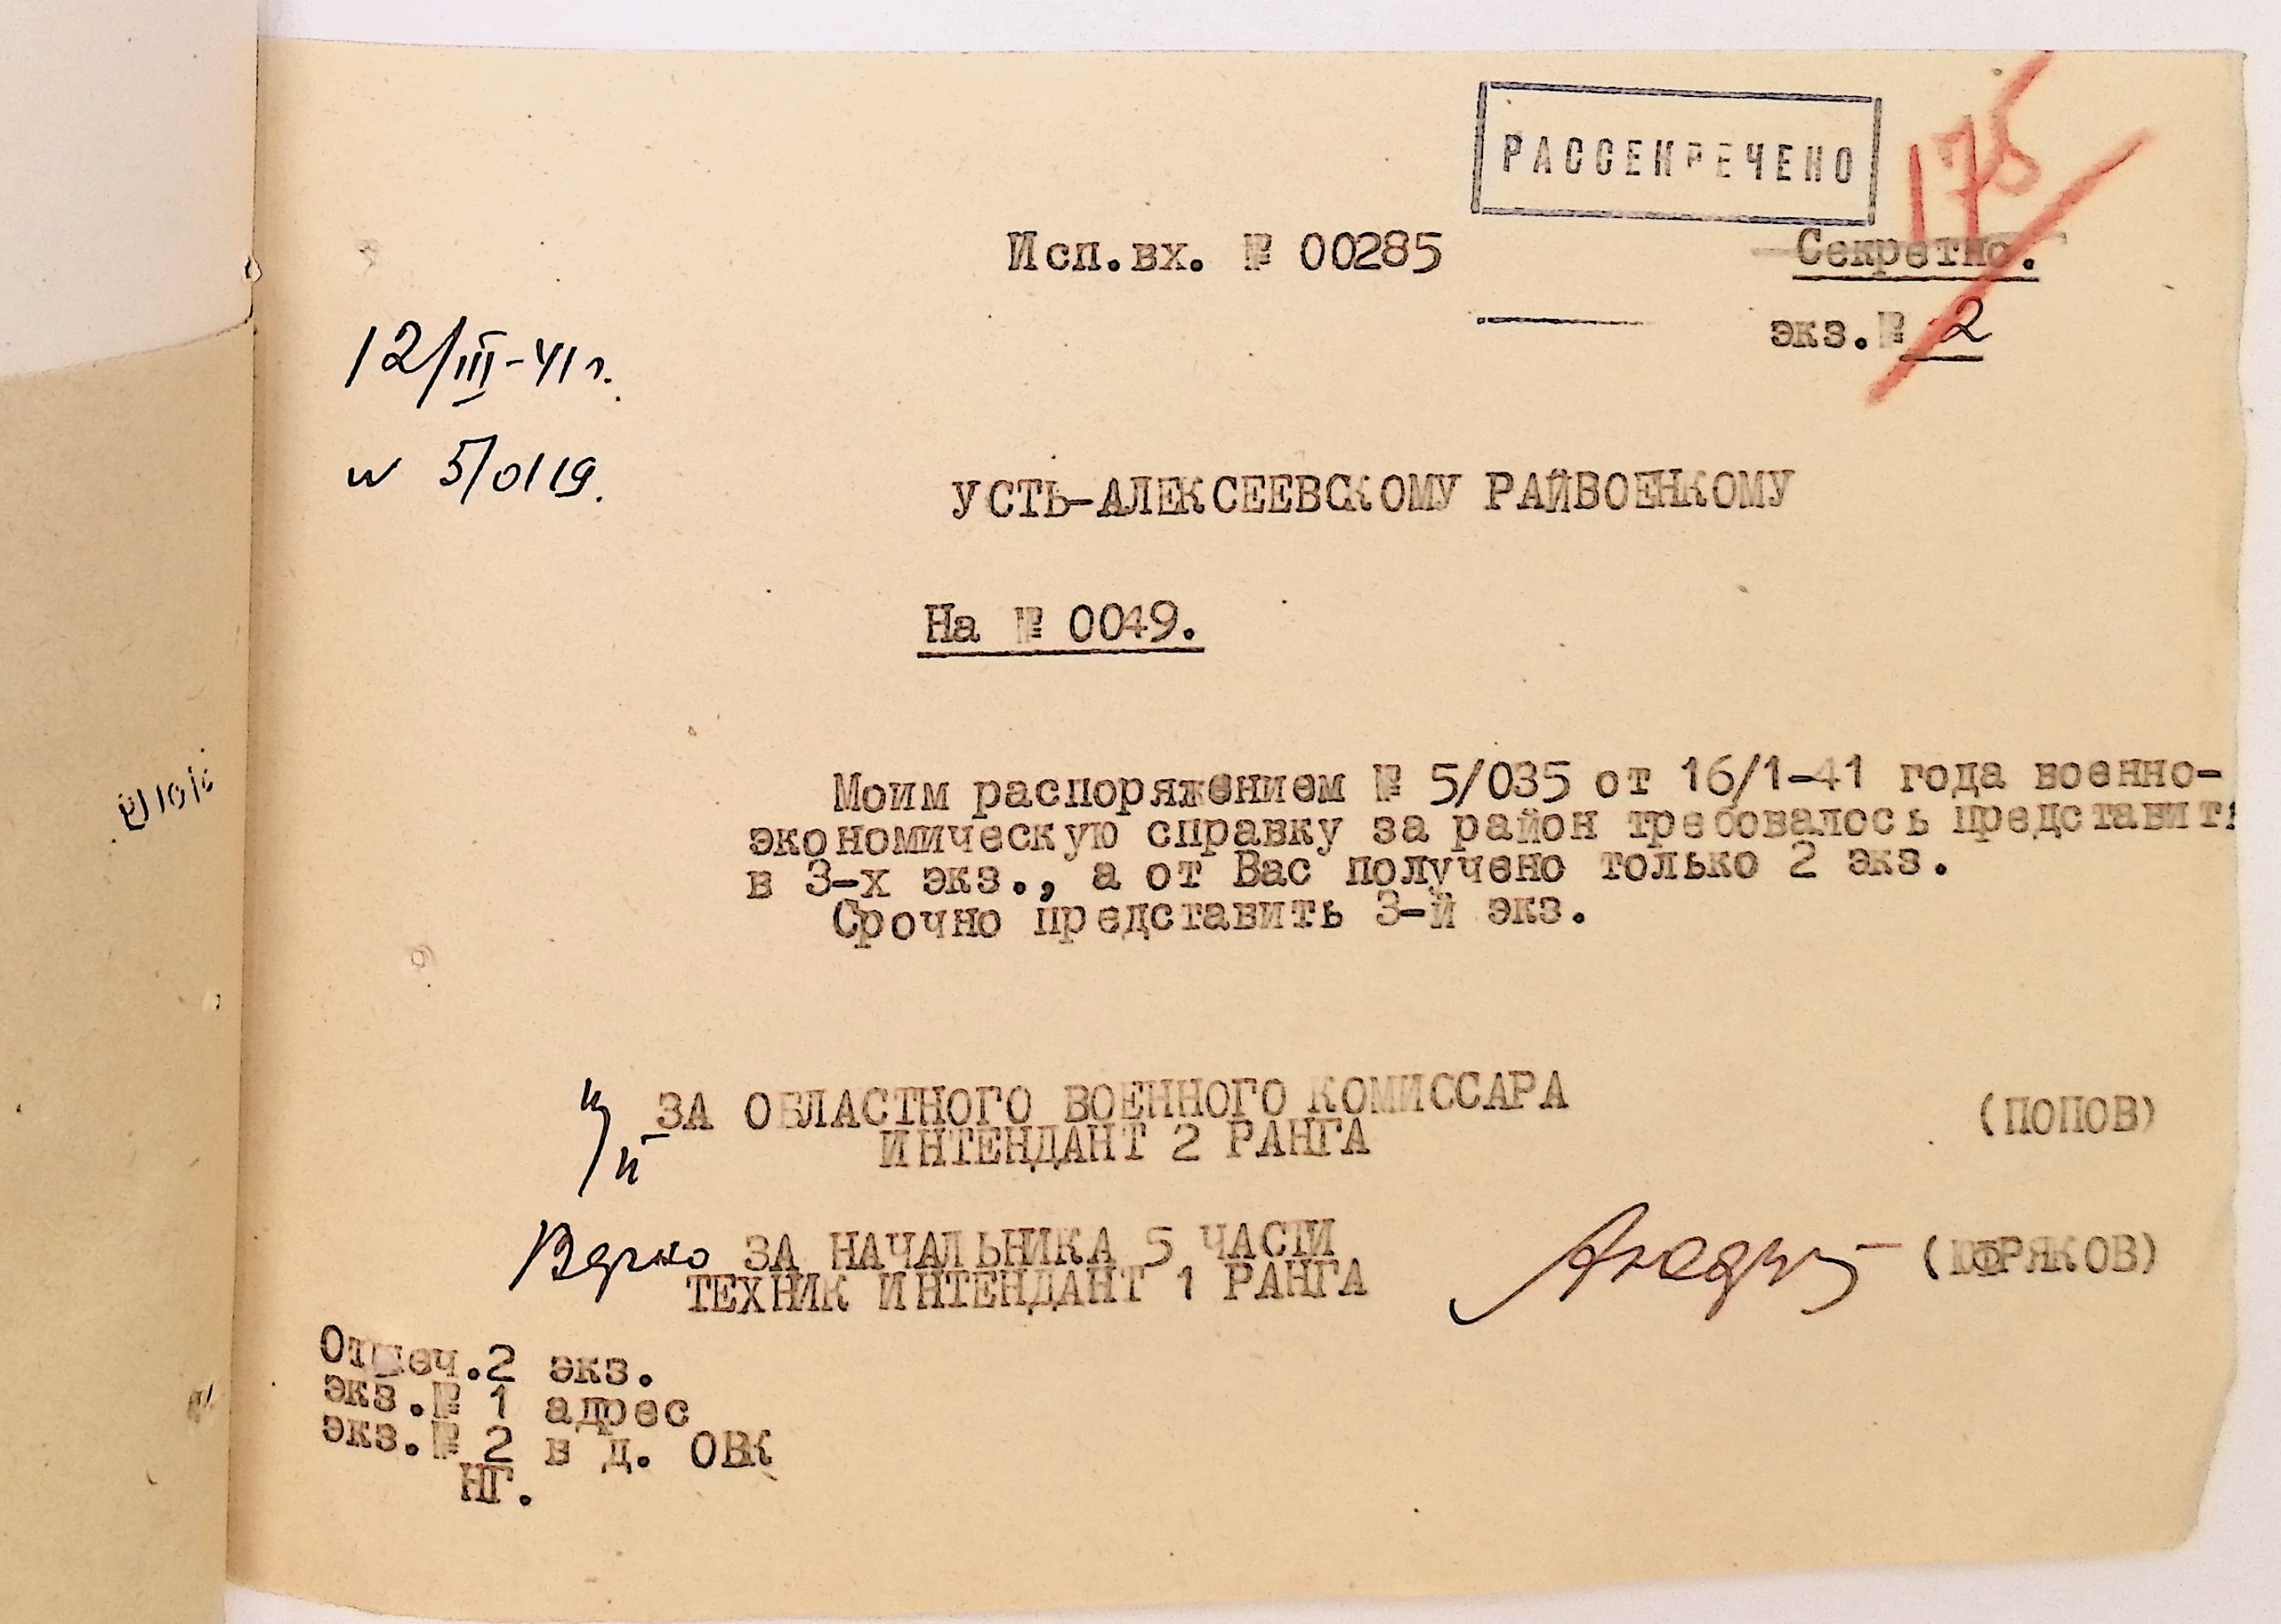 РАССЕКРЕЧЕНО
175
Исп.вх. № 00285
Секретно.
экз.№ 2
12/III-41 г.
№ 5/0119.
УСТЬ-АЛЕКСЕЕВСКОМУ РАЙВОЕНКОМУ
На № 0049.
Моим распоряжением № 5/035 от 16/1-41 года военно-
экономическую справку за район требовалось представить
в 3-х экз., а от Вас получено только 2 экз.
Срочно представить 3-й экз.
ЗА ОБЛАСТНОГО ВОЕННОГО КОМИССАРА
ИНТЕНДАНТ 2 РАНГА
(ПОПОВ)
Верно ЗА НАЧАЛЬНИКА 5 ЧАСТИ
ТЕХНИК ИНТЕНДАНТ 1 РАНГА
(ЮФРЯКОВ)
Отпеч.2 экз.
экз.№ 1 адрес
экз.№ 2 в д. ОВК
НГ.